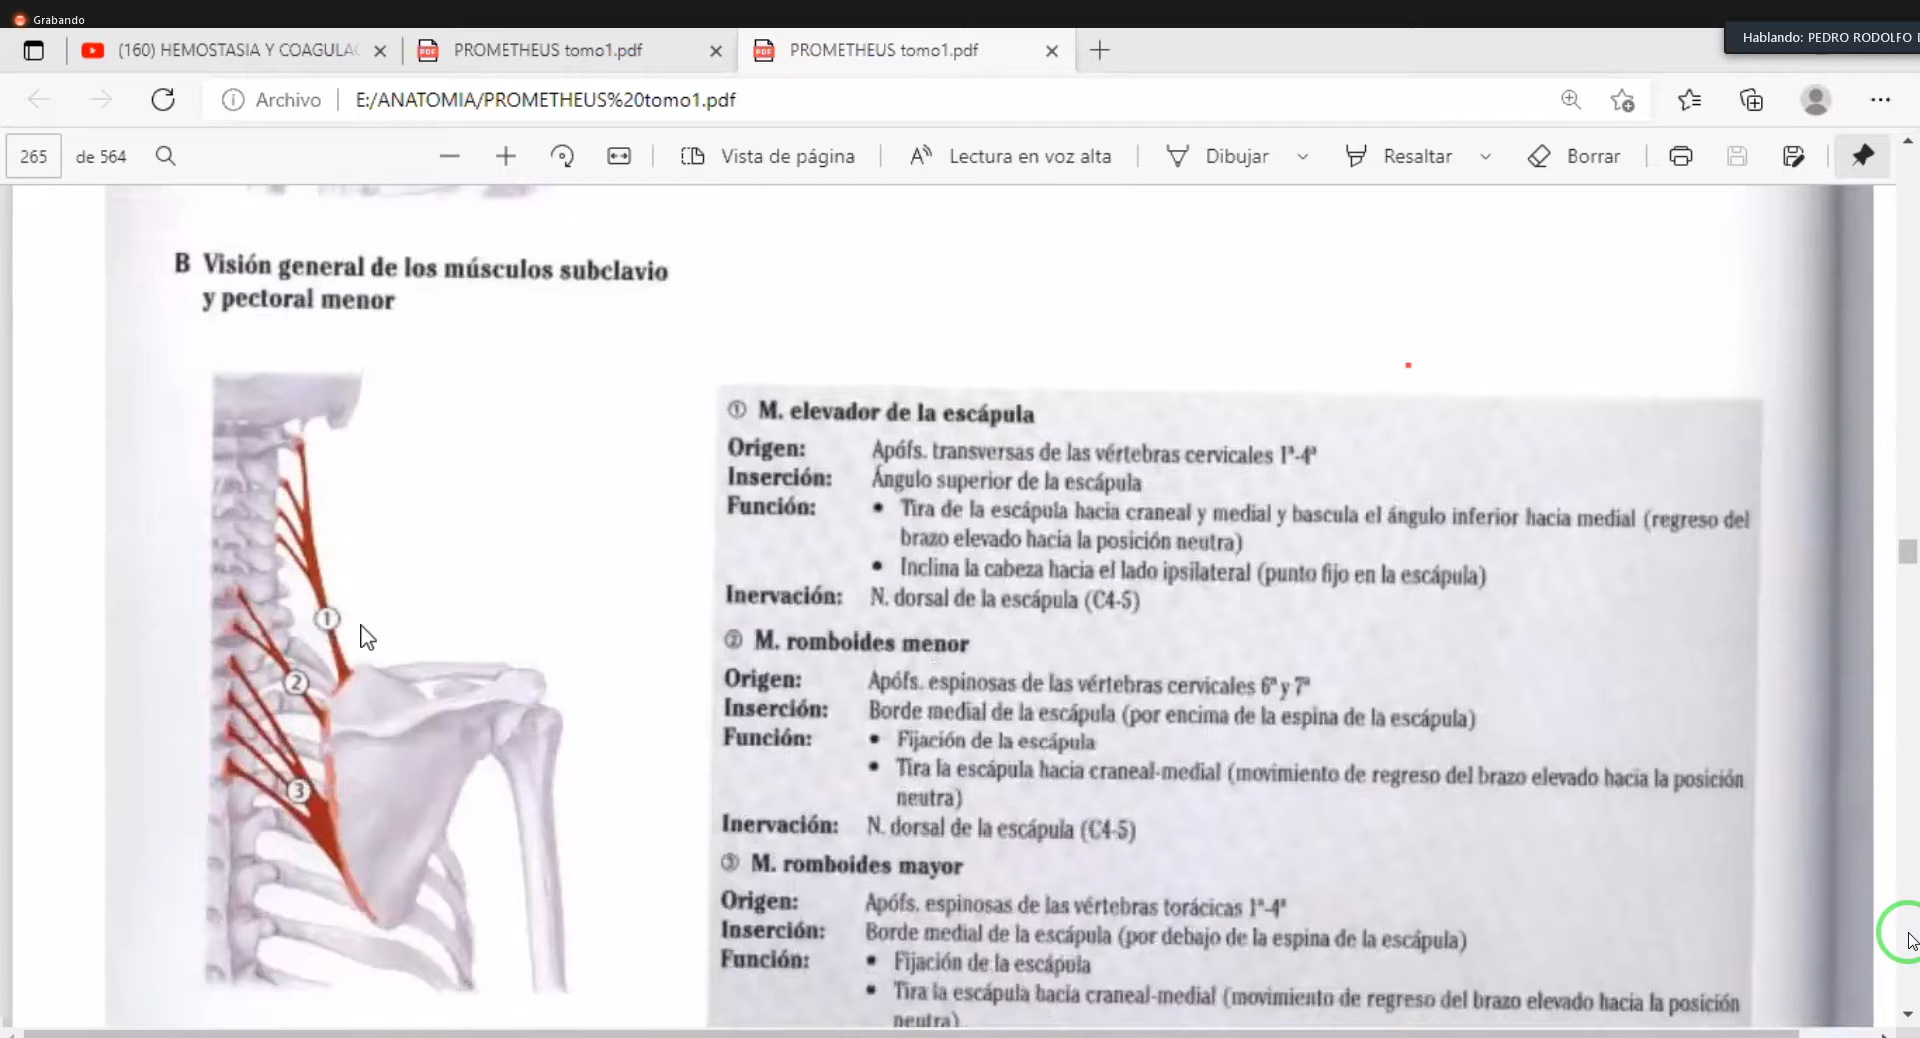 Grabando
Hablando: PEDRO RODOLFO
(160) HEMOSTASIA Y COAGULA
PROMETHEUS tomo1.pdf
PROMETHEUS tomo1.pdf
Archivo
E:/ANATOMIA/PROMETHEUS%20tomo1.pdf
265 de 564
Vista de página
Lectura en voz alta
Dibujar
Resaltar
Borrar
B Visión general de los músculos subclavio
y pectoral menor
① M. elevador de la escápula
Origen: Apófs. transversas de las vértebras cervicales 1ª-4ª
Inserción: Ángulo superior de la escápula
Función: • Tira de la escápula hacia craneal y medial y bascula el ángulo inferior hacia medial (regreso del
brazo elevado hacia la posición neutra)
• Inclina la cabeza hacia el lado ipsilateral (punto fijo en la escápula)
Inervación: N. dorsal de la escápula (C4-5)
② M. romboides menor
Origen: Apófs. espinosas de las vértebras cervicales 6ª y 7ª
Inserción: Borde medial de la escápula (por encima de la espina de la escápula)
Función: • Fijación de la escápula
• Tira la escápula hacia craneal-medial (movimiento de regreso del brazo elevado hacia la posición
neutra)
Inervación: N. dorsal de la escápula (C4-5)
③ M. romboides mayor
Origen: Apófs. espinosas de las vértebras torácicas 1ª-4ª
Inserción: Borde medial de la escápula (por debajo de la espina de la escápula)
Función: • Fijación de la escápula
• Tira la escápula hacia craneal-medial (movimiento de regreso del brazo elevado hacia la posición
neutra)
1
2
3